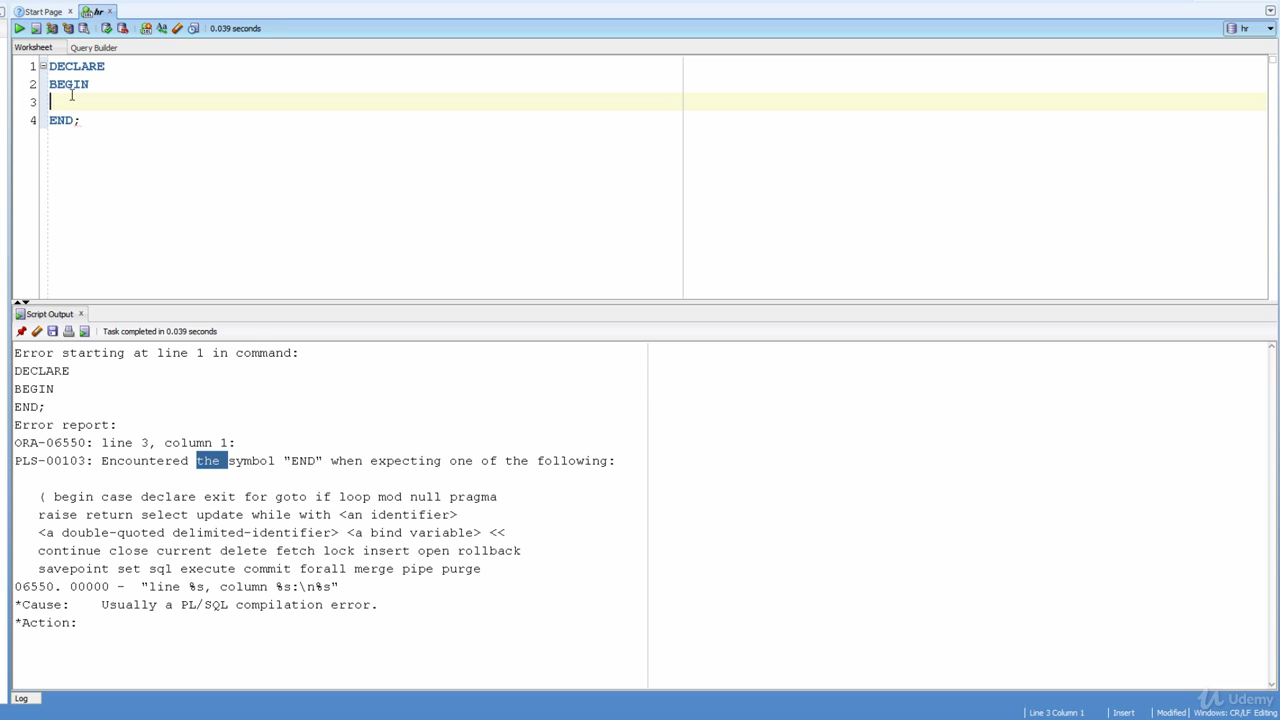 Start Page
hr
0.039 seconds
hr
Worksheet
Query Builder
1 DECLARE
2 BEGIN
3
4 END;
Script Output
Task completed in 0.039 seconds
Error starting at line 1 in command:
DECLARE
BEGIN
END;
Error report:
ORA-06550: line 3, column 1:
PLS-00103: Encountered the symbol "END" when expecting one of the following:
( begin case declare exit for goto if loop mod null pragma
raise return select update while with <an identifier>
<a double-quoted delimited-identifier> <a bind variable> <<
continue close current delete fetch lock insert open rollback
savepoint set sql execute commit forall merge pipe purge
06550. 00000 - "line %s, column %s:\n%s"
*Cause: Usually a PL/SQL compilation error.
*Action:
Log
Udemy
Line 3 Column 1
Insert
Modified
Windows: CR/LF Editing